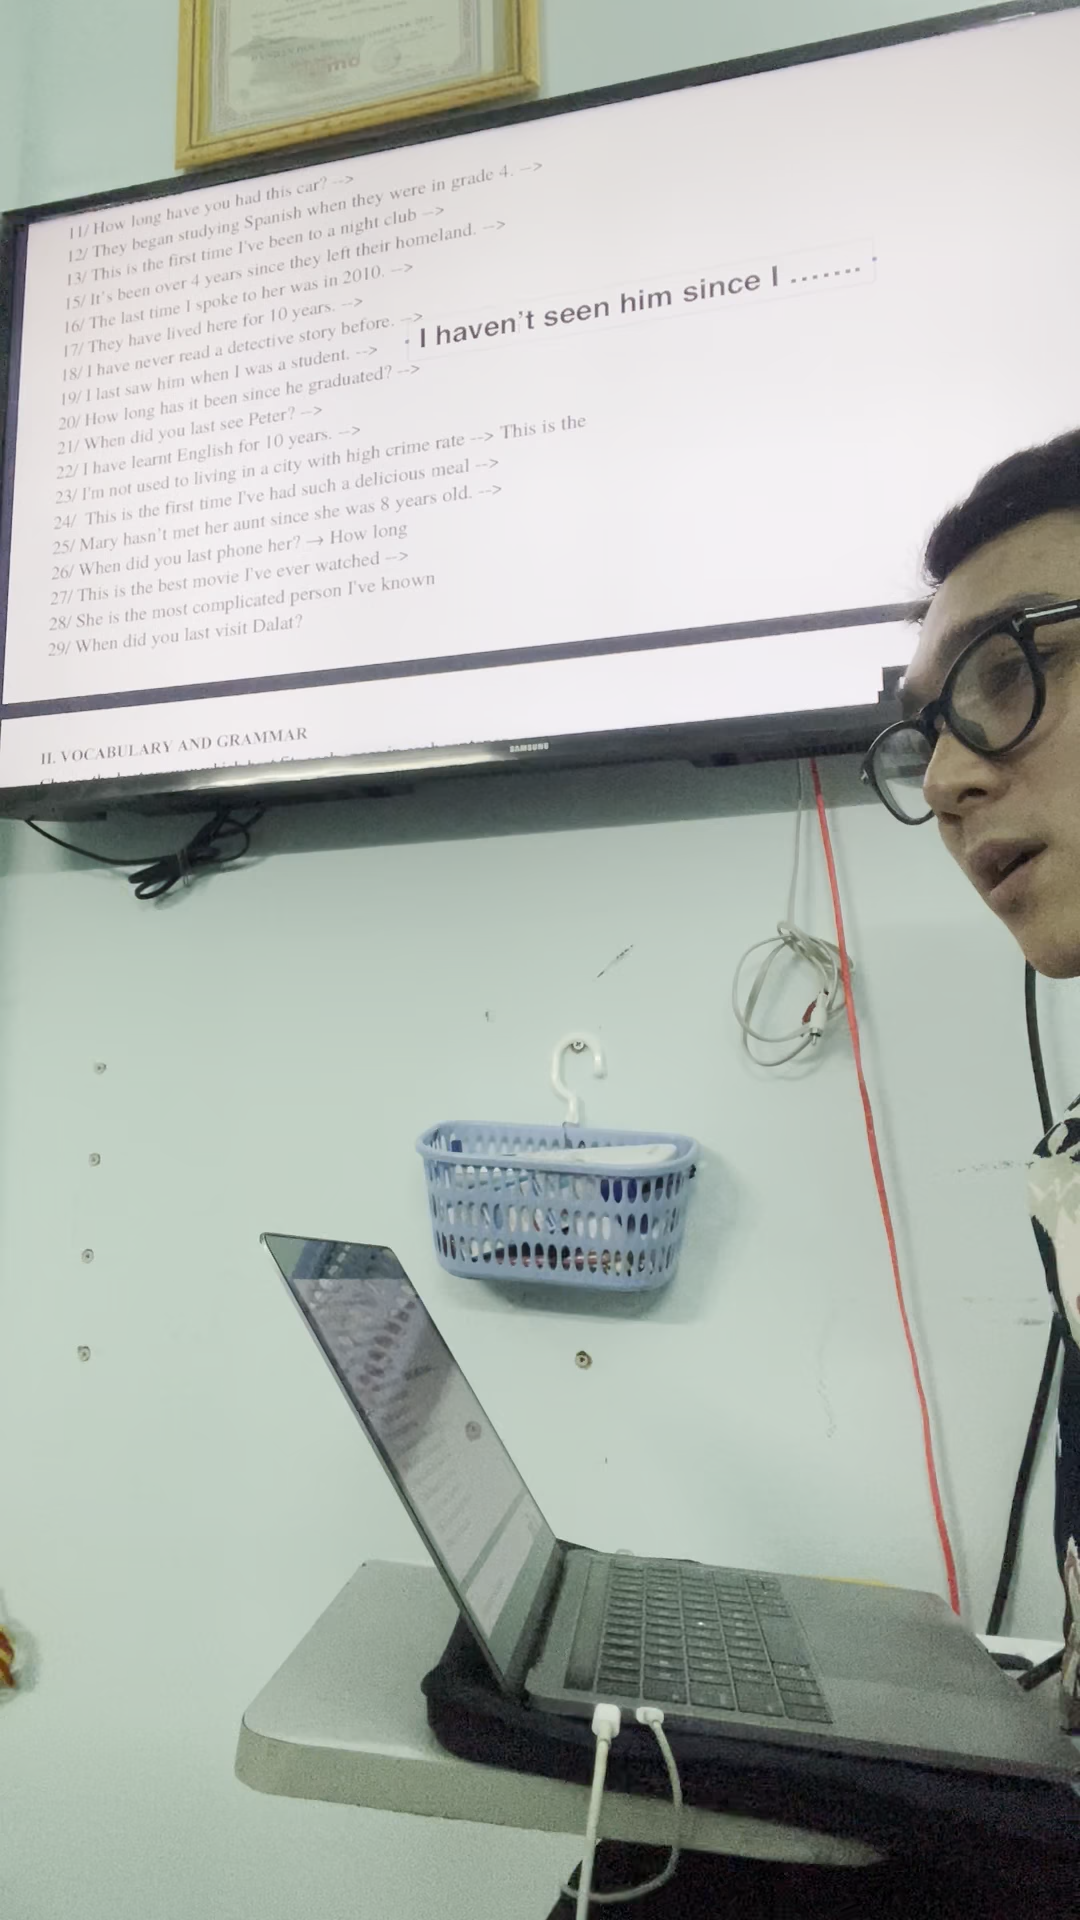 11/ How long have you had this car? -->
12/ They began studying Spanish when they were in grade 4. -->
13/ This is the first time I've been to a night club -->
15/ It's been over 4 years since they left their homeland. -->
16/ The last time I spoke to her was in 2010. -->
17/ They have lived here for 10 years. -->
18/ I have never read a detective story before. -->
19/ I last saw him when I was a student. -->
I haven't seen him since I .......
20/ How long has it been since he graduated? -->
21/ When did you last see Peter? -->
22/ I have learnt English for 10 years. -->
23/ I'm not used to living in a city with high crime rate --> This is the
24/ This is the first time I've had such a delicious meal -->
25/ Mary hasn't met her aunt since she was 8 years old. -->
26/ When did you last phone her? → How long
27/ This is the best movie I've ever watched -->
28/ She is the most complicated person I've known
29/ When did you last visit Dalat?
II. VOCABULARY AND GRAMMAR
SAMSUNG